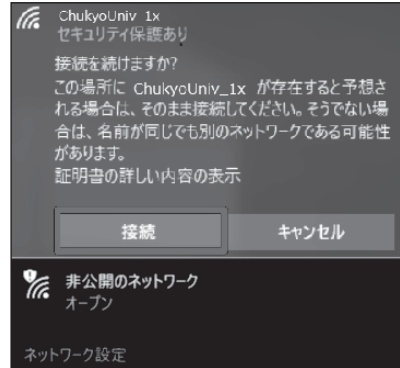 ChukyoUniv_1x
セキュリティ保護あり
接続を続けますか?
この場所に ChukyoUniv_1x が存在すると予想さ
れる場合は、そのまま接続してください。そうでない場
合は、名前が同じでも別のネットワークである可能性
があります。
証明書の詳しい内容の表示
接続
キャンセル
非公開のネットワーク
オープン
ネットワーク設定